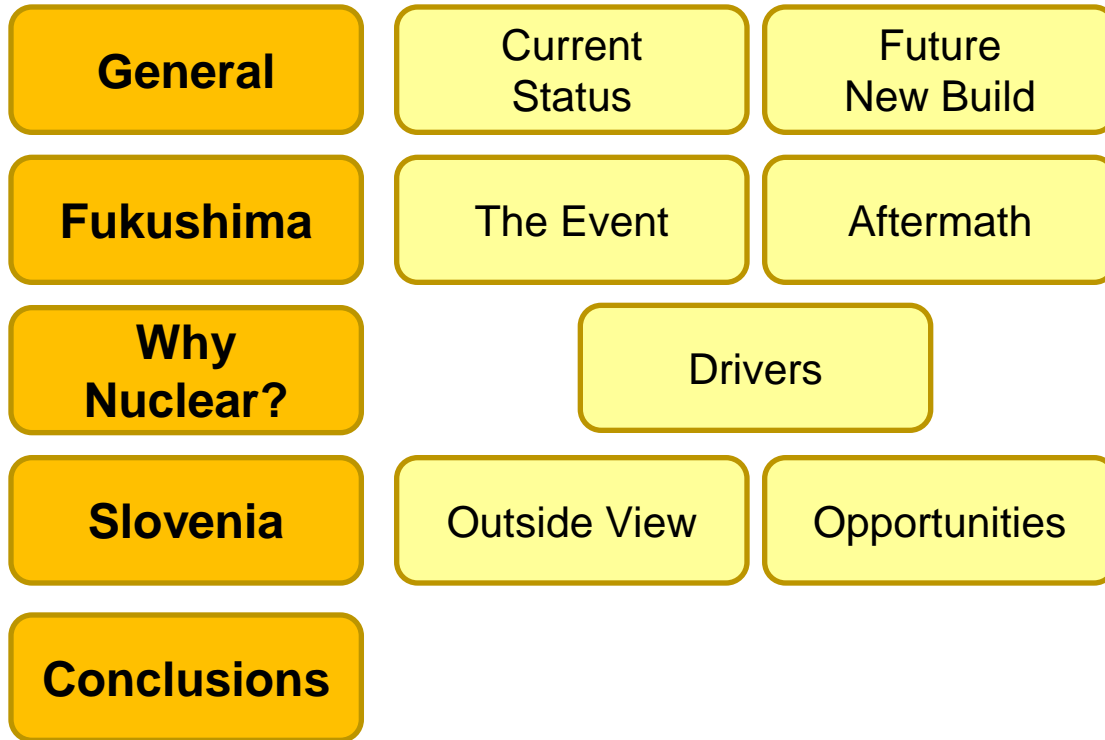 General
Current
Status
Future
New Build
Fukushima
The Event
Aftermath
Why
Nuclear?
Drivers
Slovenia
Outside View
Opportunities
Conclusions